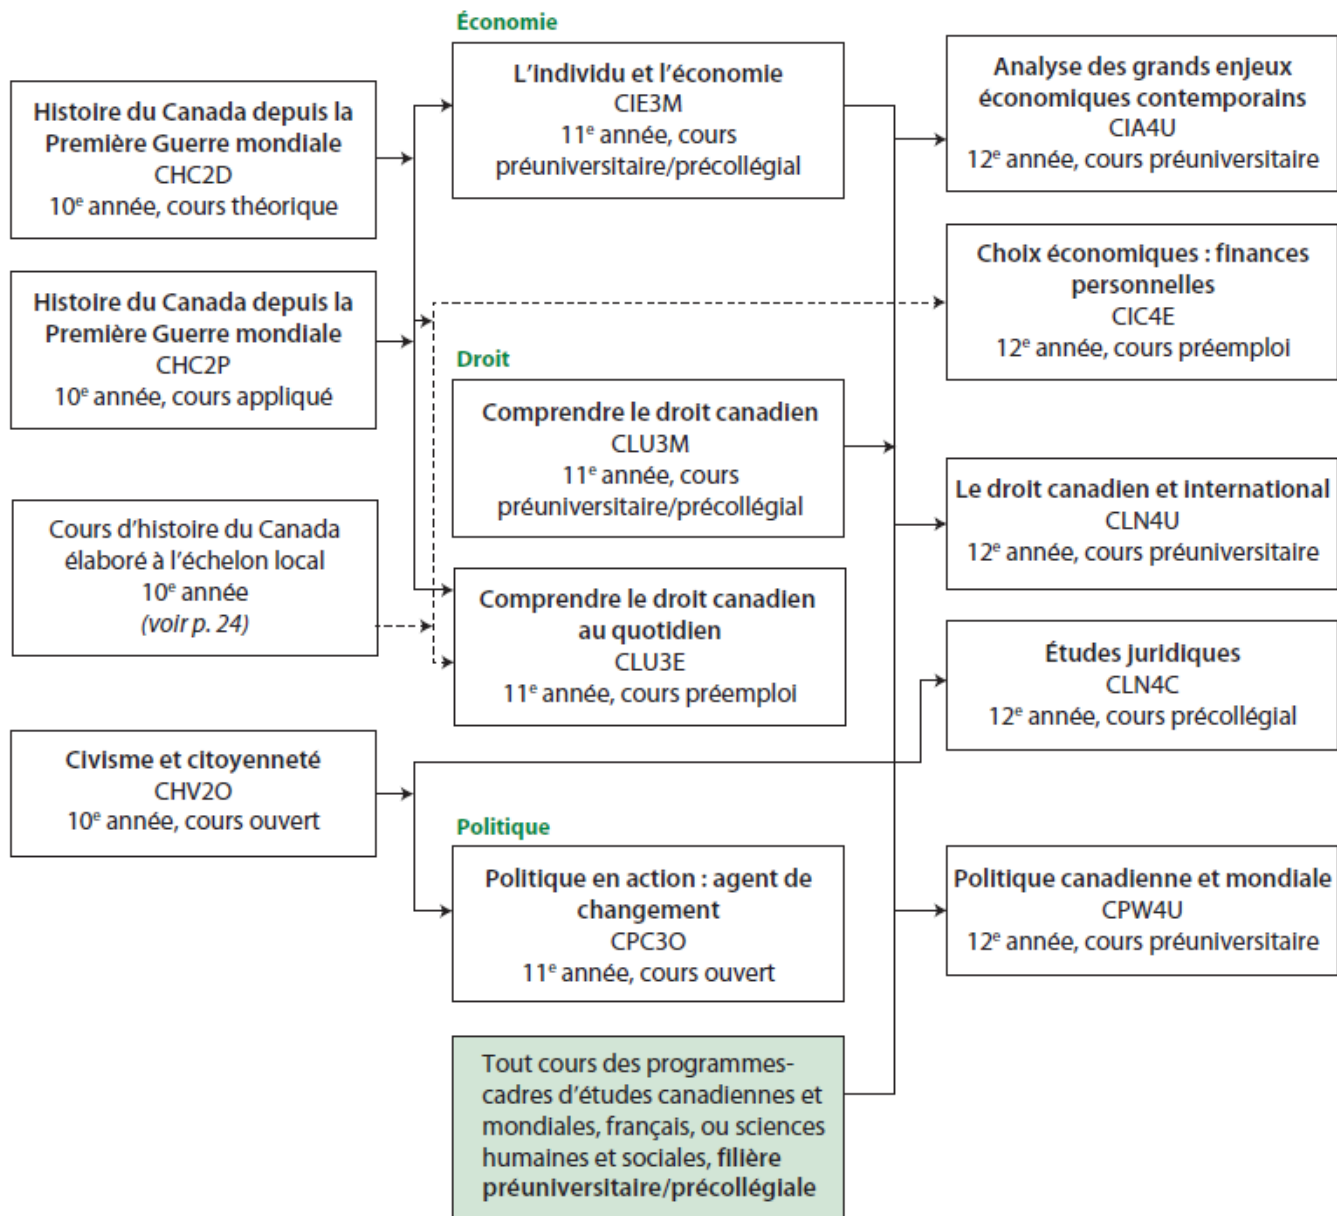 Économie
L'individu et l'économie
CIE3M
11e année, cours
préuniversitaire/précollégial
Analyse des grands enjeux
économiques contemporains
CIA4U
12e année, cours préuniversitaire
Histoire du Canada depuis la
Première Guerre mondiale
CHC2D
10e année, cours théorique
Choix économiques : finances
personnelles
CIC4E
12e année, cours préemploi
Histoire du Canada depuis la
Première Guerre mondiale
CHC2P
10e année, cours appliqué
Droit
Comprendre le droit canadien
CLU3M
11e année, cours
préuniversitaire/précollégial
Le droit canadien et international
CLN4U
12e année, cours préuniversitaire
Cours d'histoire du Canada
élaboré à l'échelon local
10e année
(voir p. 24)
Comprendre le droit canadien
au quotidien
CLU3E
11e année, cours préemploi
Études juridiques
CLN4C
12e année, cours précollégial
Civisme et citoyenneté
CHV2O
10e année, cours ouvert
Politique
Politique en action : agent de
changement
CPC3O
11e année, cours ouvert
Politique canadienne et mondiale
CPW4U
12e année, cours préuniversitaire
Tout cours des programmes-
cadres d'études canadiennes et
mondiales, français, ou sciences
humaines et sociales, filière
préuniversitaire/précollégiale